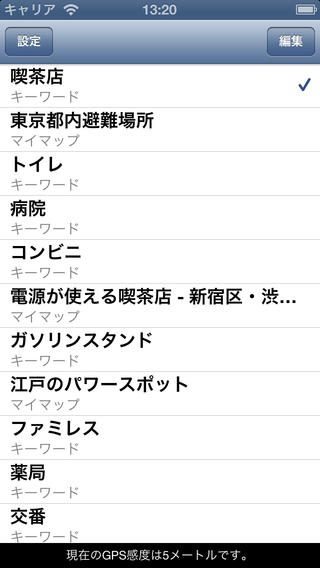 キャリア 13:20
設定 編集
喫茶店
キーワード
東京都内避難場所
マイマップ
トイレ
キーワード
病院
キーワード
コンビニ
キーワード
電源が使える喫茶店 - 新宿区・渋…
マイマップ
ガソリンスタンド
キーワード
江戸のパワースポット
マイマップ
ファミレス
キーワード
薬局
キーワード
交番
キーワード
現在のGPS感度は5メートルです。